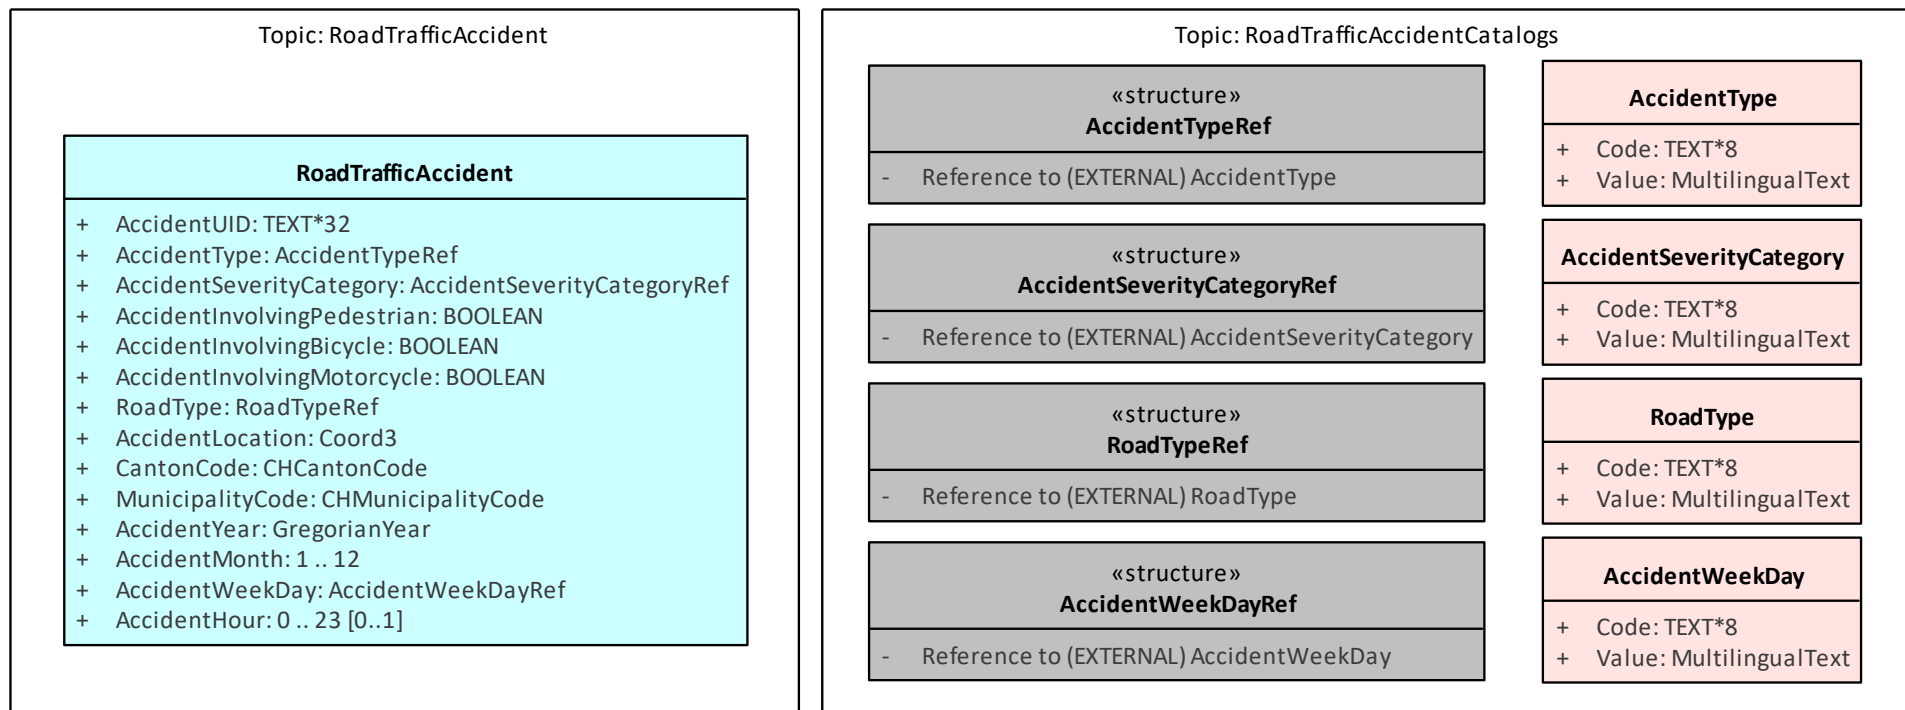 Topic: RoadTrafficAccident
RoadTrafficAccident
+ AccidentUID: TEXT*32
+ AccidentType: AccidentTypeRef
+ AccidentSeverityCategory: AccidentSeverityCategoryRef
+ AccidentInvolvingPedestrian: BOOLEAN
+ AccidentInvolvingBicycle: BOOLEAN
+ AccidentInvolvingMotorcycle: BOOLEAN
+ RoadType: RoadTypeRef
+ AccidentLocation: Coord3
+ CantonCode: CHCantonCode
+ MunicipalityCode: CHMunicipalityCode
+ AccidentYear: GregorianYear
+ AccidentMonth: 1 .. 12
+ AccidentWeekDay: AccidentWeekDayRef
+ AccidentHour: 0 .. 23 [0..1]
Topic: RoadTrafficAccidentCatalogs
«structure»
AccidentTypeRef
- Reference to (EXTERNAL) AccidentType
«structure»
AccidentSeverityCategoryRef
- Reference to (EXTERNAL) AccidentSeverityCategory
«structure»
RoadTypeRef
- Reference to (EXTERNAL) RoadType
«structure»
AccidentWeekDayRef
- Reference to (EXTERNAL) AccidentWeekDay
AccidentType
+ Code: TEXT*8
+ Value: MultilingualText
AccidentSeverityCategory
+ Code: TEXT*8
+ Value: MultilingualText
RoadType
+ Code: TEXT*8
+ Value: MultilingualText
AccidentWeekDay
+ Code: TEXT*8
+ Value: MultilingualText